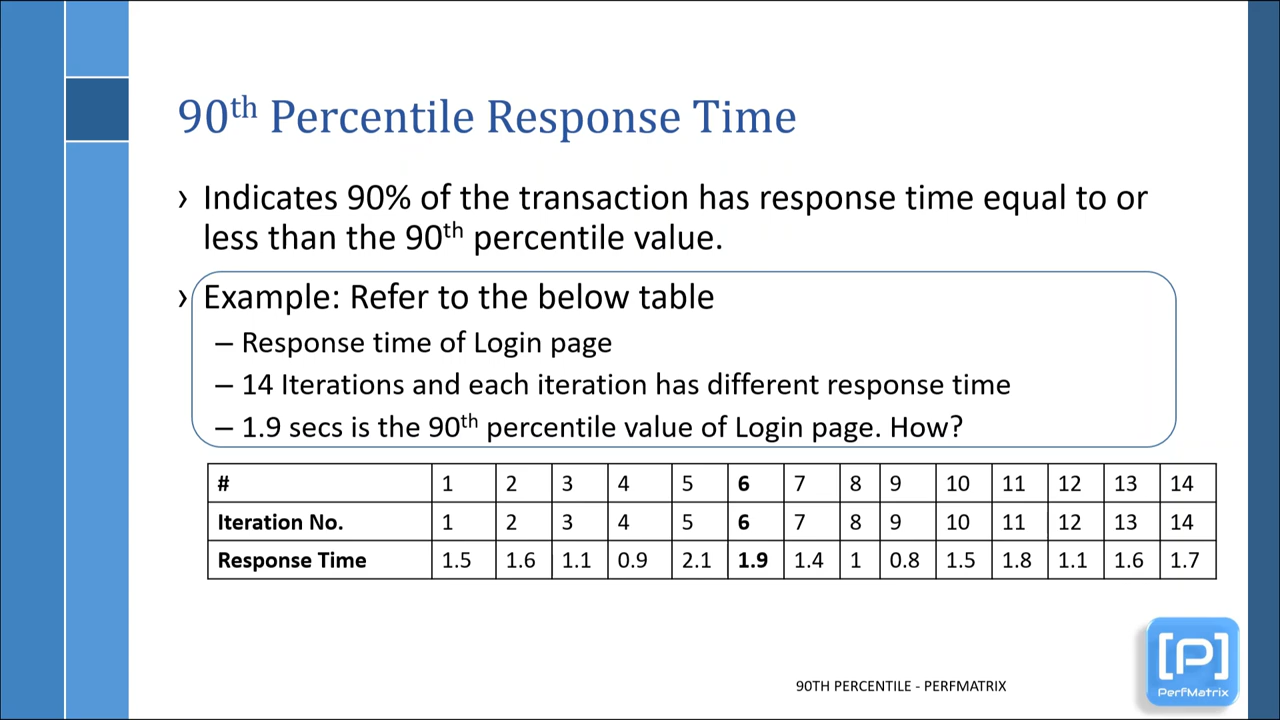 90th Percentile Response Time
› Indicates 90% of the transaction has response time equal to or
less than the 90th percentile value.
› Example: Refer to the below table
– Response time of Login page
– 14 Iterations and each iteration has different response time
– 1.9 secs is the 90th percentile value of Login page. How?
# 1 2 3 4 5 6 7 8 9 10 11 12 13 14
Iteration No. 1 2 3 4 5 6 7 8 9 10 11 12 13 14
Response Time 1.5 1.6 1.1 0.9 2.1 1.9 1.4 1 0.8 1.5 1.8 1.1 1.6 1.7
[P]
PerfMatrix
90TH PERCENTILE - PERFMATRIX